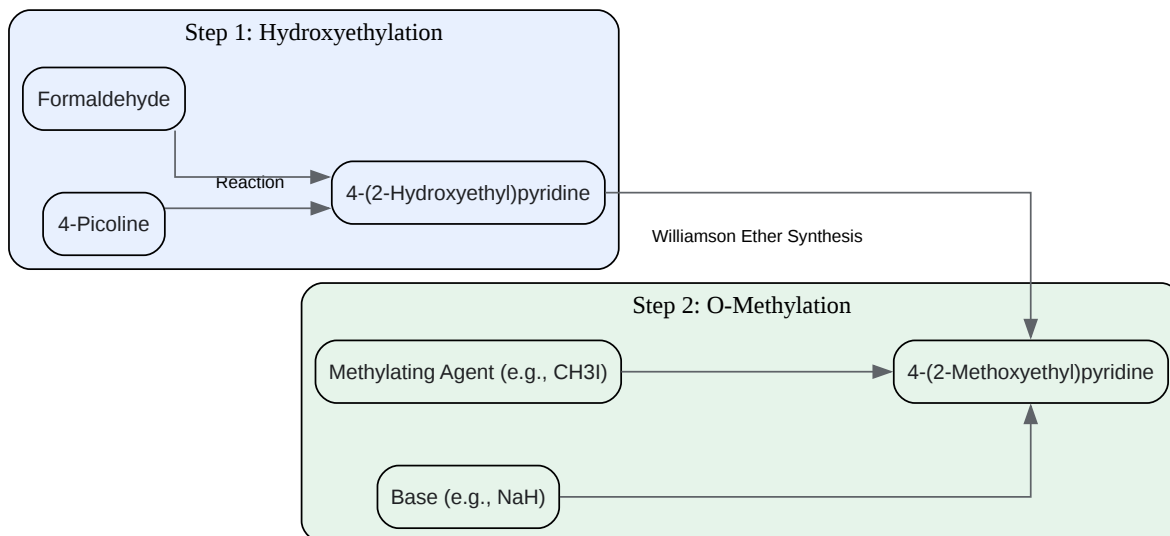 Step 1: Hydroxyethylation
Formaldehyde
Reaction
4-Picoline
4-(2-Hydroxyethyl)pyridine
Williamson Ether Synthesis
Step 2: O-Methylation
Methylating Agent (e.g., CH3I)
4-(2-Methoxyethyl)pyridine
Base (e.g., NaH)